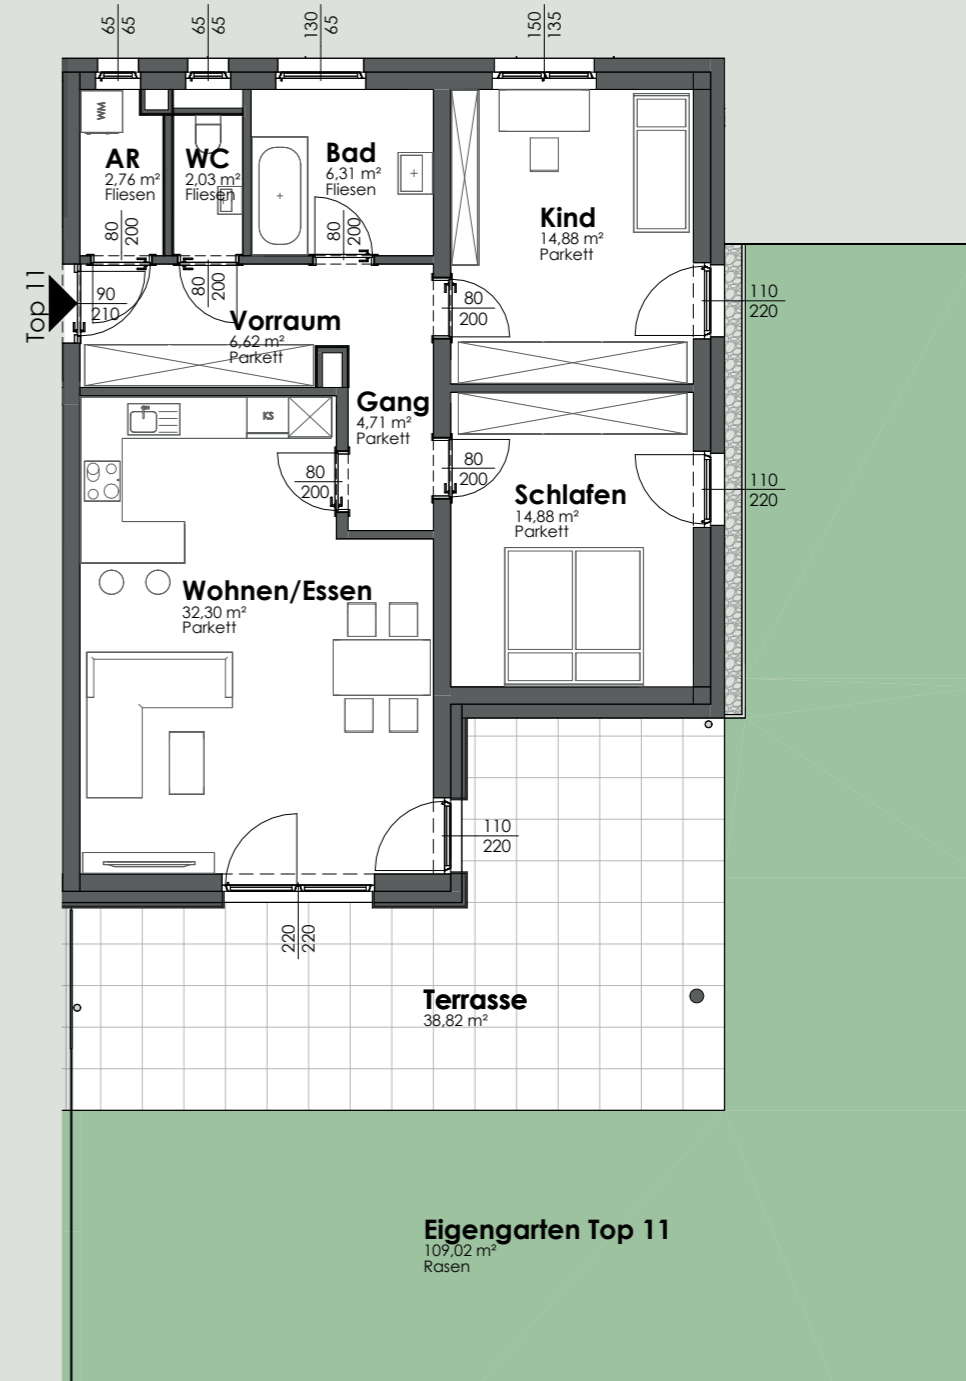 65
65
65
65
130
65
150
135
WM
AR
2,76 m²
Fliesen
WC
2,03 m²
Fliesen
Bad
6,31 m²
Fliesen
Kind
14,88 m²
Parkett
80
200
80
200
80
200
Top 11
90
210
Vorraum
6,62 m²
Parkett
80
200
110
220
Gang
4,71 m²
Parkett
KS
80
200
80
200
Schlafen
14,88 m²
Parkett
110
220
Wohnen/Essen
32,30 m²
Parkett
110
220
220
220
Terrasse
38,82 m²
Eigengarten Top 11
109,02 m²
Rasen